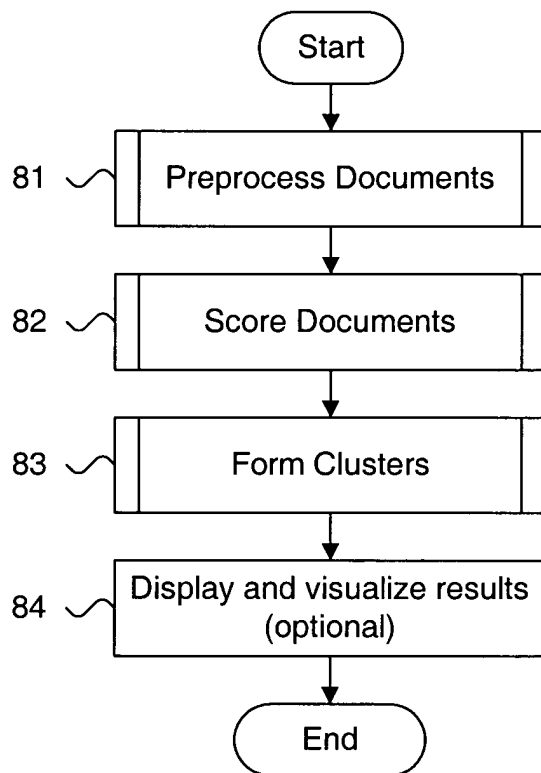 Start
81 Preprocess Documents
82 Score Documents
83 Form Clusters
Display and visualize results
84
(optional)
End